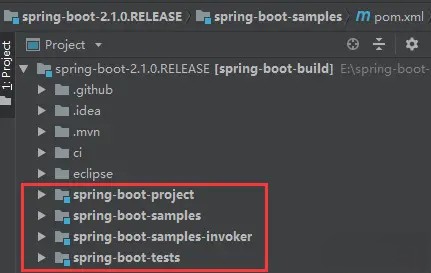 spring-boot-2.1.0.RELEASE spring-boot-samples pom.xml
Project
1: Project
spring-boot-2.1.0.RELEASE [spring-boot-build] E:\spring-boot-
.github
.idea
.mvn
ci
eclipse
spring-boot-project
spring-boot-samples
spring-boot-samples-invoker
spring-boot-tests